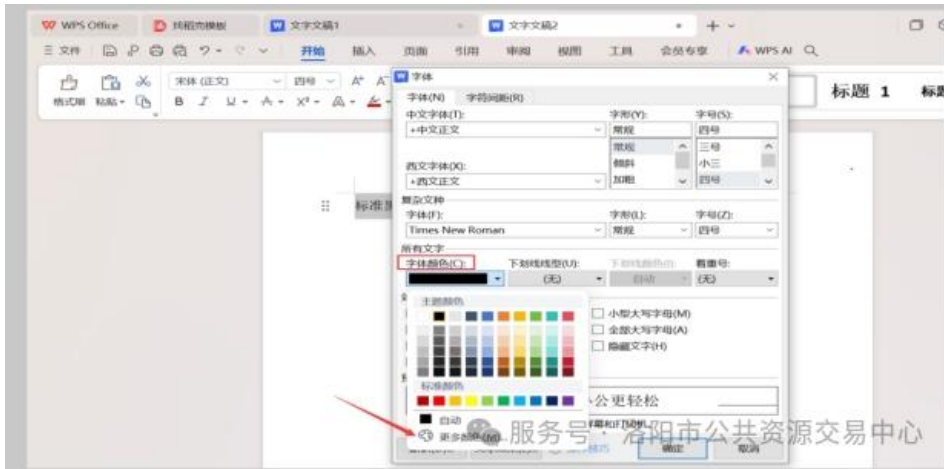 WPS Office 找稻壳模板 文字文稿1 文字文稿2
文件 开始 插入 页面 引用 审阅 视图 工具 会员专享 WPS AI
格式刷 粘贴 宋体 (正文) 四号 A+ A- 标题 1
B I U A X² A
字体
字体(N) 字符间距(R)
中文字体(T): 字形(Y): 字号(S):
+中文正文 常规 四号
常规 三号
倾斜 小三
西文字体(X): 加粗 四号
+西文正文
复杂文种
字体(F): 字形(L): 字号(Z):
Times New Roman 常规 四号
所有文字
字体颜色(C): 下划线线型(U): 下划线颜色(I): 着重号:
(无) 自动 (无)
主题颜色
小型大写字母(M)
全部大写字母(A)
隐藏文字(H)
标准颜色
公更轻松
自动
更多颜色(M)...
确定 取消
服务号 · 洛阳市公共资源交易中心
标准